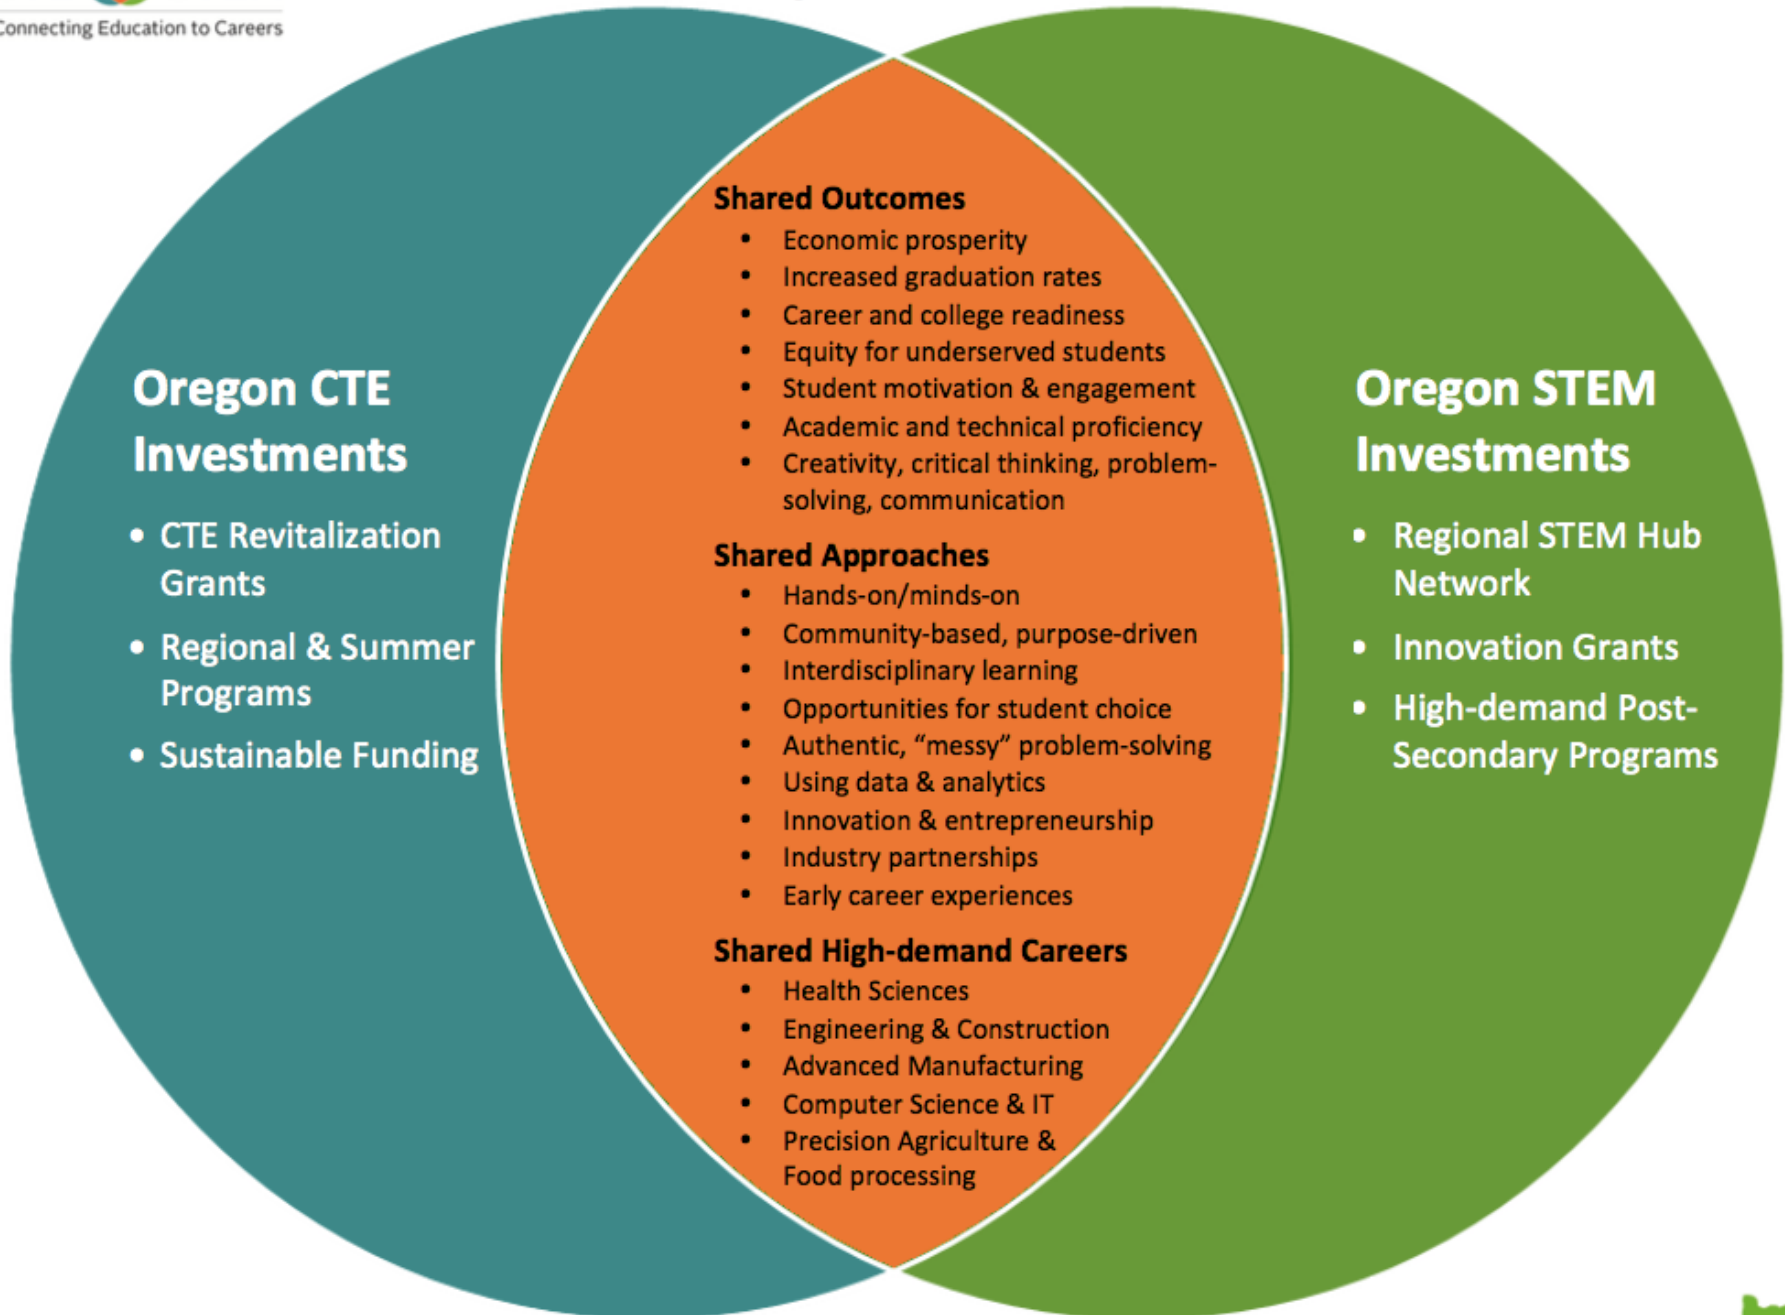 Connecting Education to Careers
Oregon CTE
Investments
• CTE Revitalization
Grants
• Regional & Summer
Programs
• Sustainable Funding
Shared Outcomes
• Economic prosperity
• Increased graduation rates
• Career and college readiness
• Equity for underserved students
• Student motivation & engagement
• Academic and technical proficiency
• Creativity, critical thinking, problem-
solving, communication
Shared Approaches
• Hands-on/minds-on
• Community-based, purpose-driven
• Interdisciplinary learning
• Opportunities for student choice
• Authentic, “messy” problem-solving
• Using data & analytics
• Innovation & entrepreneurship
• Industry partnerships
• Early career experiences
Shared High-demand Careers
• Health Sciences
• Engineering & Construction
• Advanced Manufacturing
• Computer Science & IT
• Precision Agriculture &
Food processing
Oregon STEM
Investments
• Regional STEM Hub
Network
• Innovation Grants
• High-demand Post-
Secondary Programs